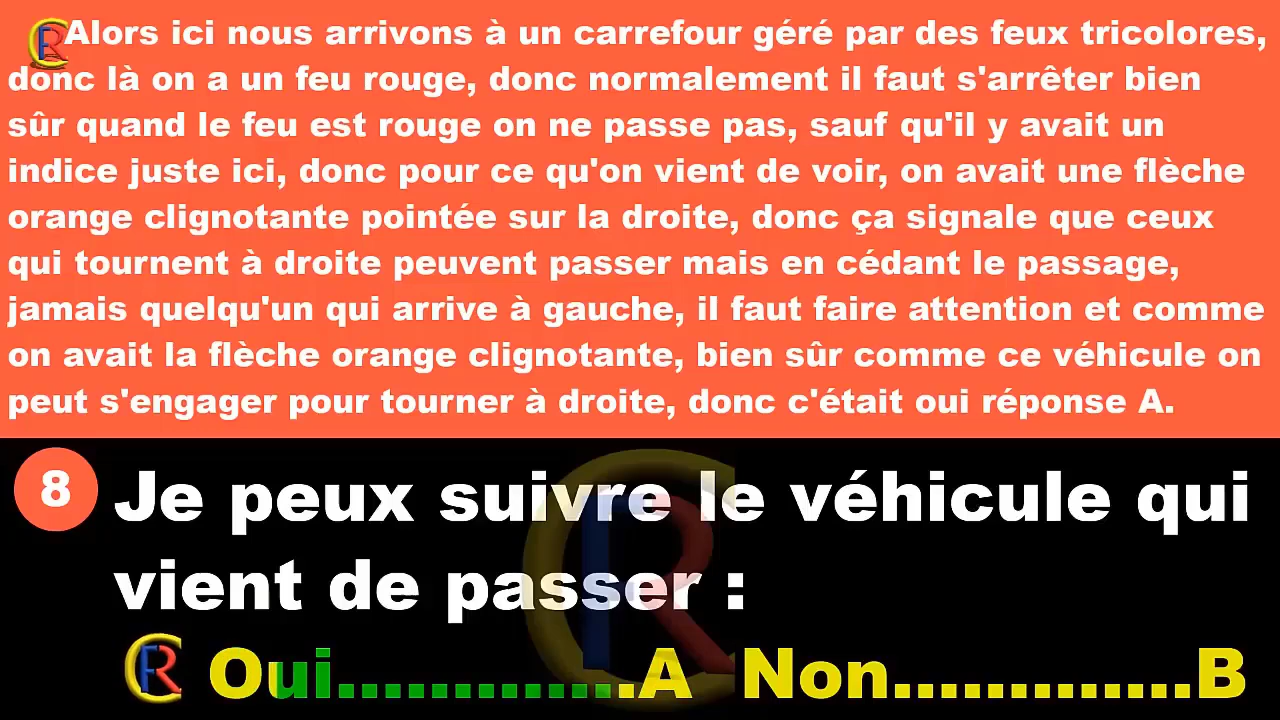 Alors ici nous arrivons à un carrefour géré par des feux tricolores,
donc là on a un feu rouge, donc normalement il faut s'arrêter bien
sûr quand le feu est rouge on ne passe pas, sauf qu'il y avait un
indice juste ici, donc pour ce qu'on vient de voir, on avait une flèche
orange clignotante pointée sur la droite, donc ça signale que ceux
qui tournent à droite peuvent passer mais en cédant le passage,
jamais quelqu'un qui arrive à gauche, il faut faire attention et comme
on avait la flèche orange clignotante, bien sûr comme ce véhicule on
peut s'engager pour tourner à droite, donc c'était oui réponse A.
8 Je peux suivre le véhicule qui
vient de passer :
Oui.............A Non.............B